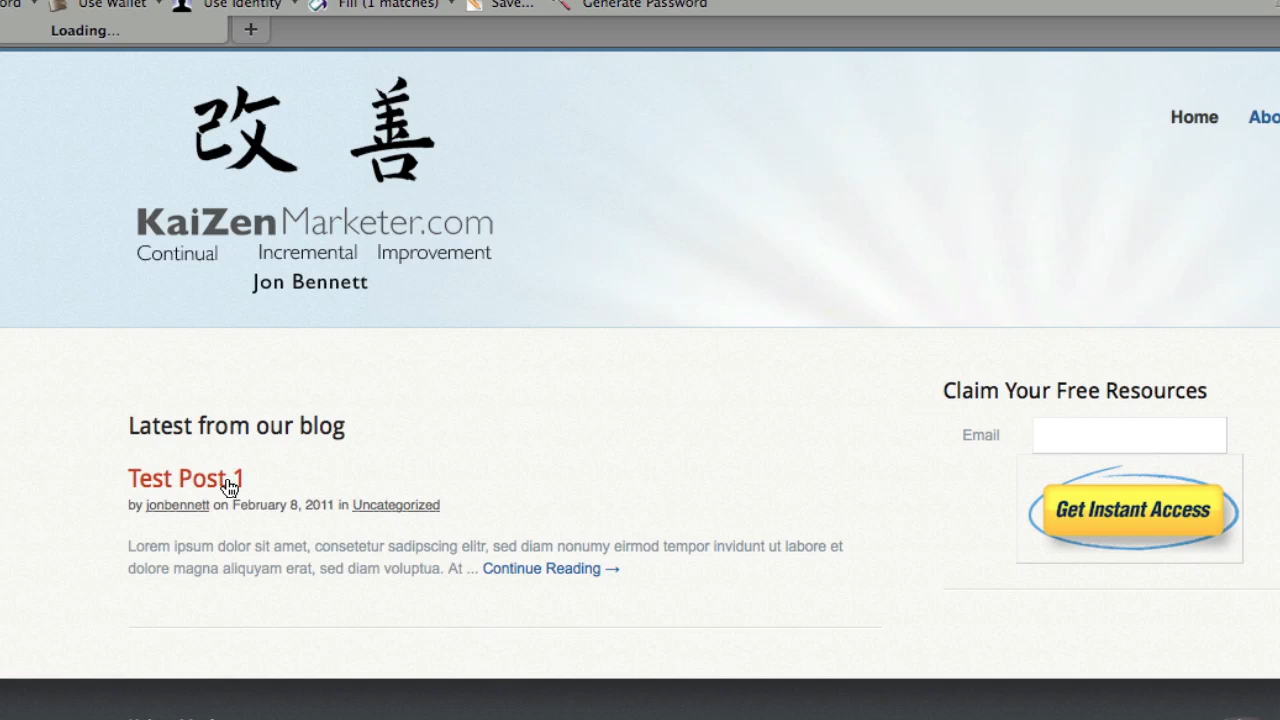 ord Use Wallet Use Identity Fill (1 matches) Save... Generate Password
Loading...
改 善
KaiZenMarketer.com
Continual Incremental Improvement
Jon Bennett
Home Abo
Latest from our blog
Test Post 1
by jonbennett on February 8, 2011 in Uncategorized
Lorem ipsum dolor sit amet, consetetur sadipscing elitr, sed diam nonumy eirmod tempor invidunt ut labore et
dolore magna aliquyam erat, sed diam voluptua. At ... Continue Reading →
Claim Your Free Resources
Email
Get Instant Access